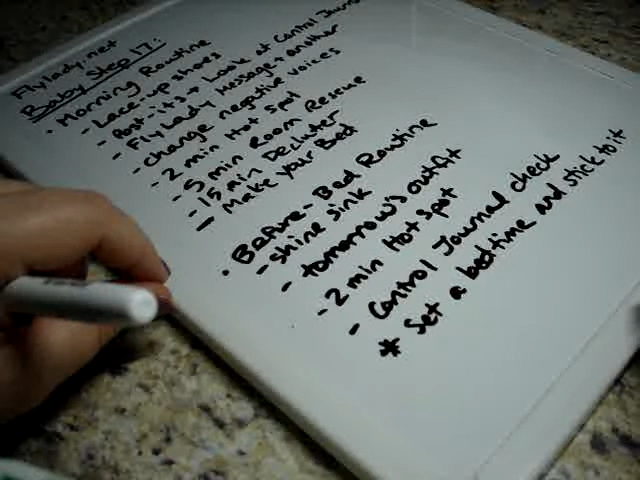 Flylady.net
Baby Step 17:
• Morning Routine
- Lace-up shoes
- Post-its + Look at Control Journal
- FlyLady Message + Another
- change negative voices
- 2 min Hot Spot
- 5 min Room Rescue
- 15 min Declutter
- Make your Bed
• Before-Bed Routine
- shine sink
- tomorrow's outfit
- 2 min Hot Spot
- Control Journal check
* Set a bedtime and stick to it